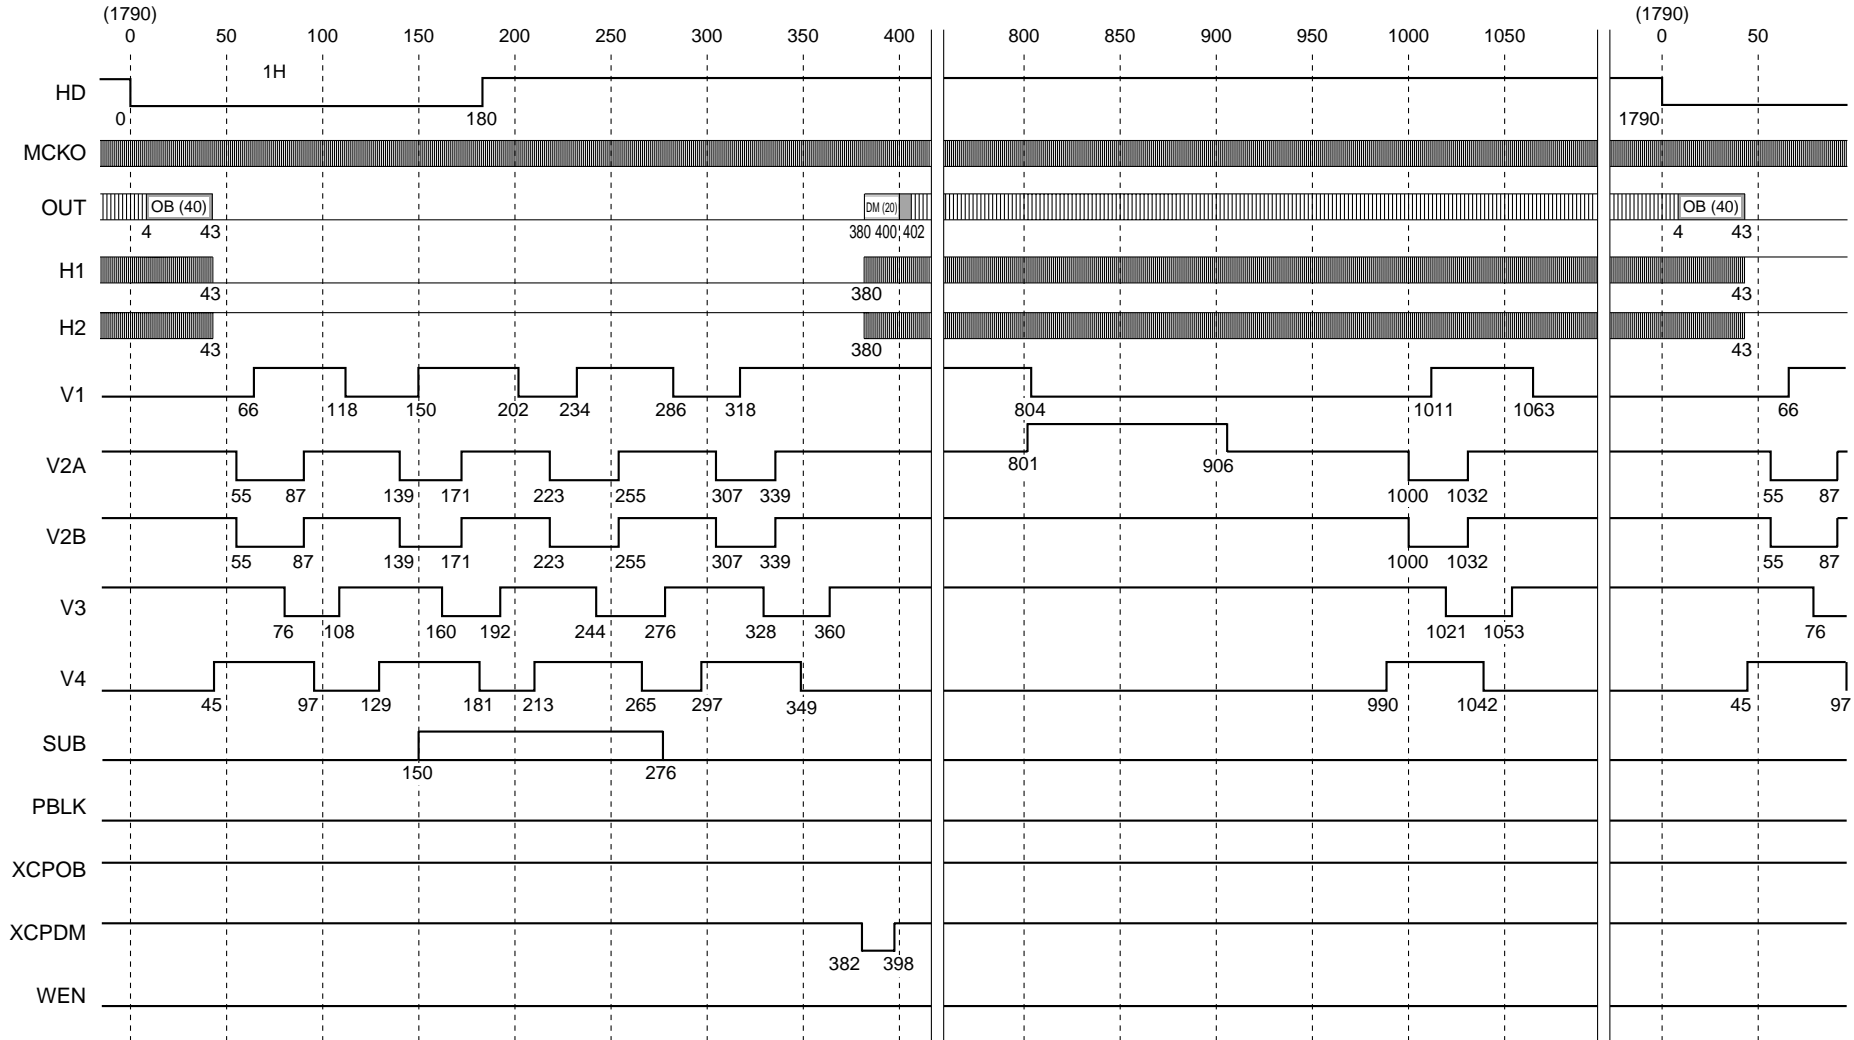 (1790) (1790)
0 50 100 150 200 250 300 350 400 800 850 900 950 1000 1050 0 50
1H
HD
0 180 1790
MCKO
OUT OB (40) DM (20) OB (40)
4 43 380 400 402 4 43
H1
43 380 43
H2
43 380 43
V1
66 118 150 202 234 286 318 804 1011 1063 66
V2A
801 906
55 87 139 171 223 255 307 339 1000 1032 55 87
V2B
55 87 139 171 223 255 307 339 1000 1032 55 87
V3
76 108 160 192 244 276 328 360 1021 1053 76
V4
45 97 129 181 213 265 297 349 990 1042 45 97
SUB
150 276
PBLK
XCPOB
XCPDM
382 398
WEN